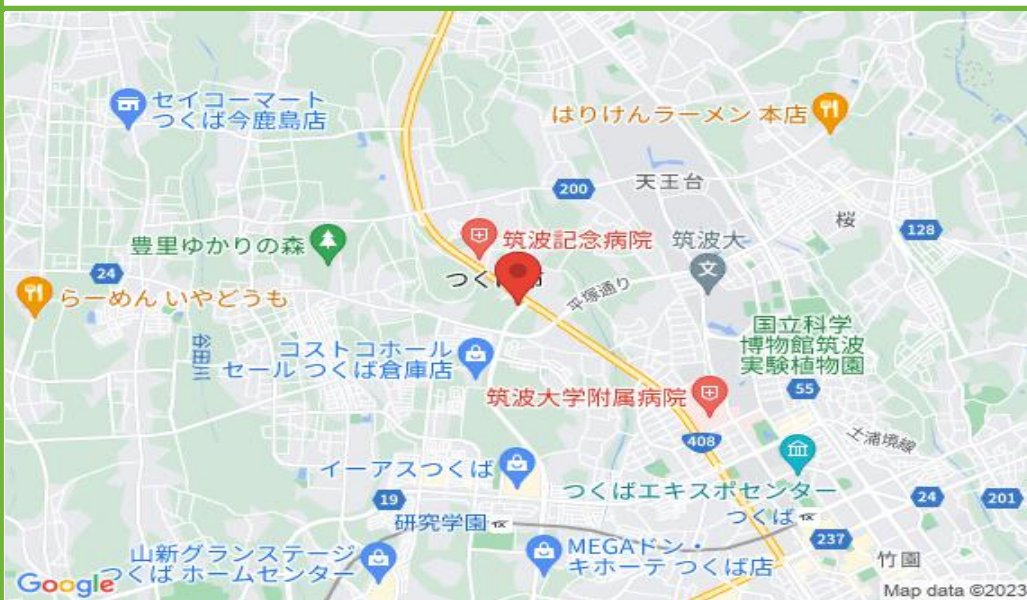 セイコーマート
つくば今鹿島店
はりけんラーメン 本店
200
天王台
桜
128
豊里ゆかりの森
筑波記念病院
筑波大
24
らーめん いやどうも
平塚通り
谷田川
コストコホール
セール つくば倉庫店
国立科学
博物館筑波
実験植物園
筑波大学附属病院
55
408
土浦境線
イーアスつくば
つくばエキスポセンター
19
24
201
研究学園
つくば
237
山新グランステージ
つくば ホームセンター
MEGAドン・
キホーテ つくば店
竹園
Google
Map data ©2023